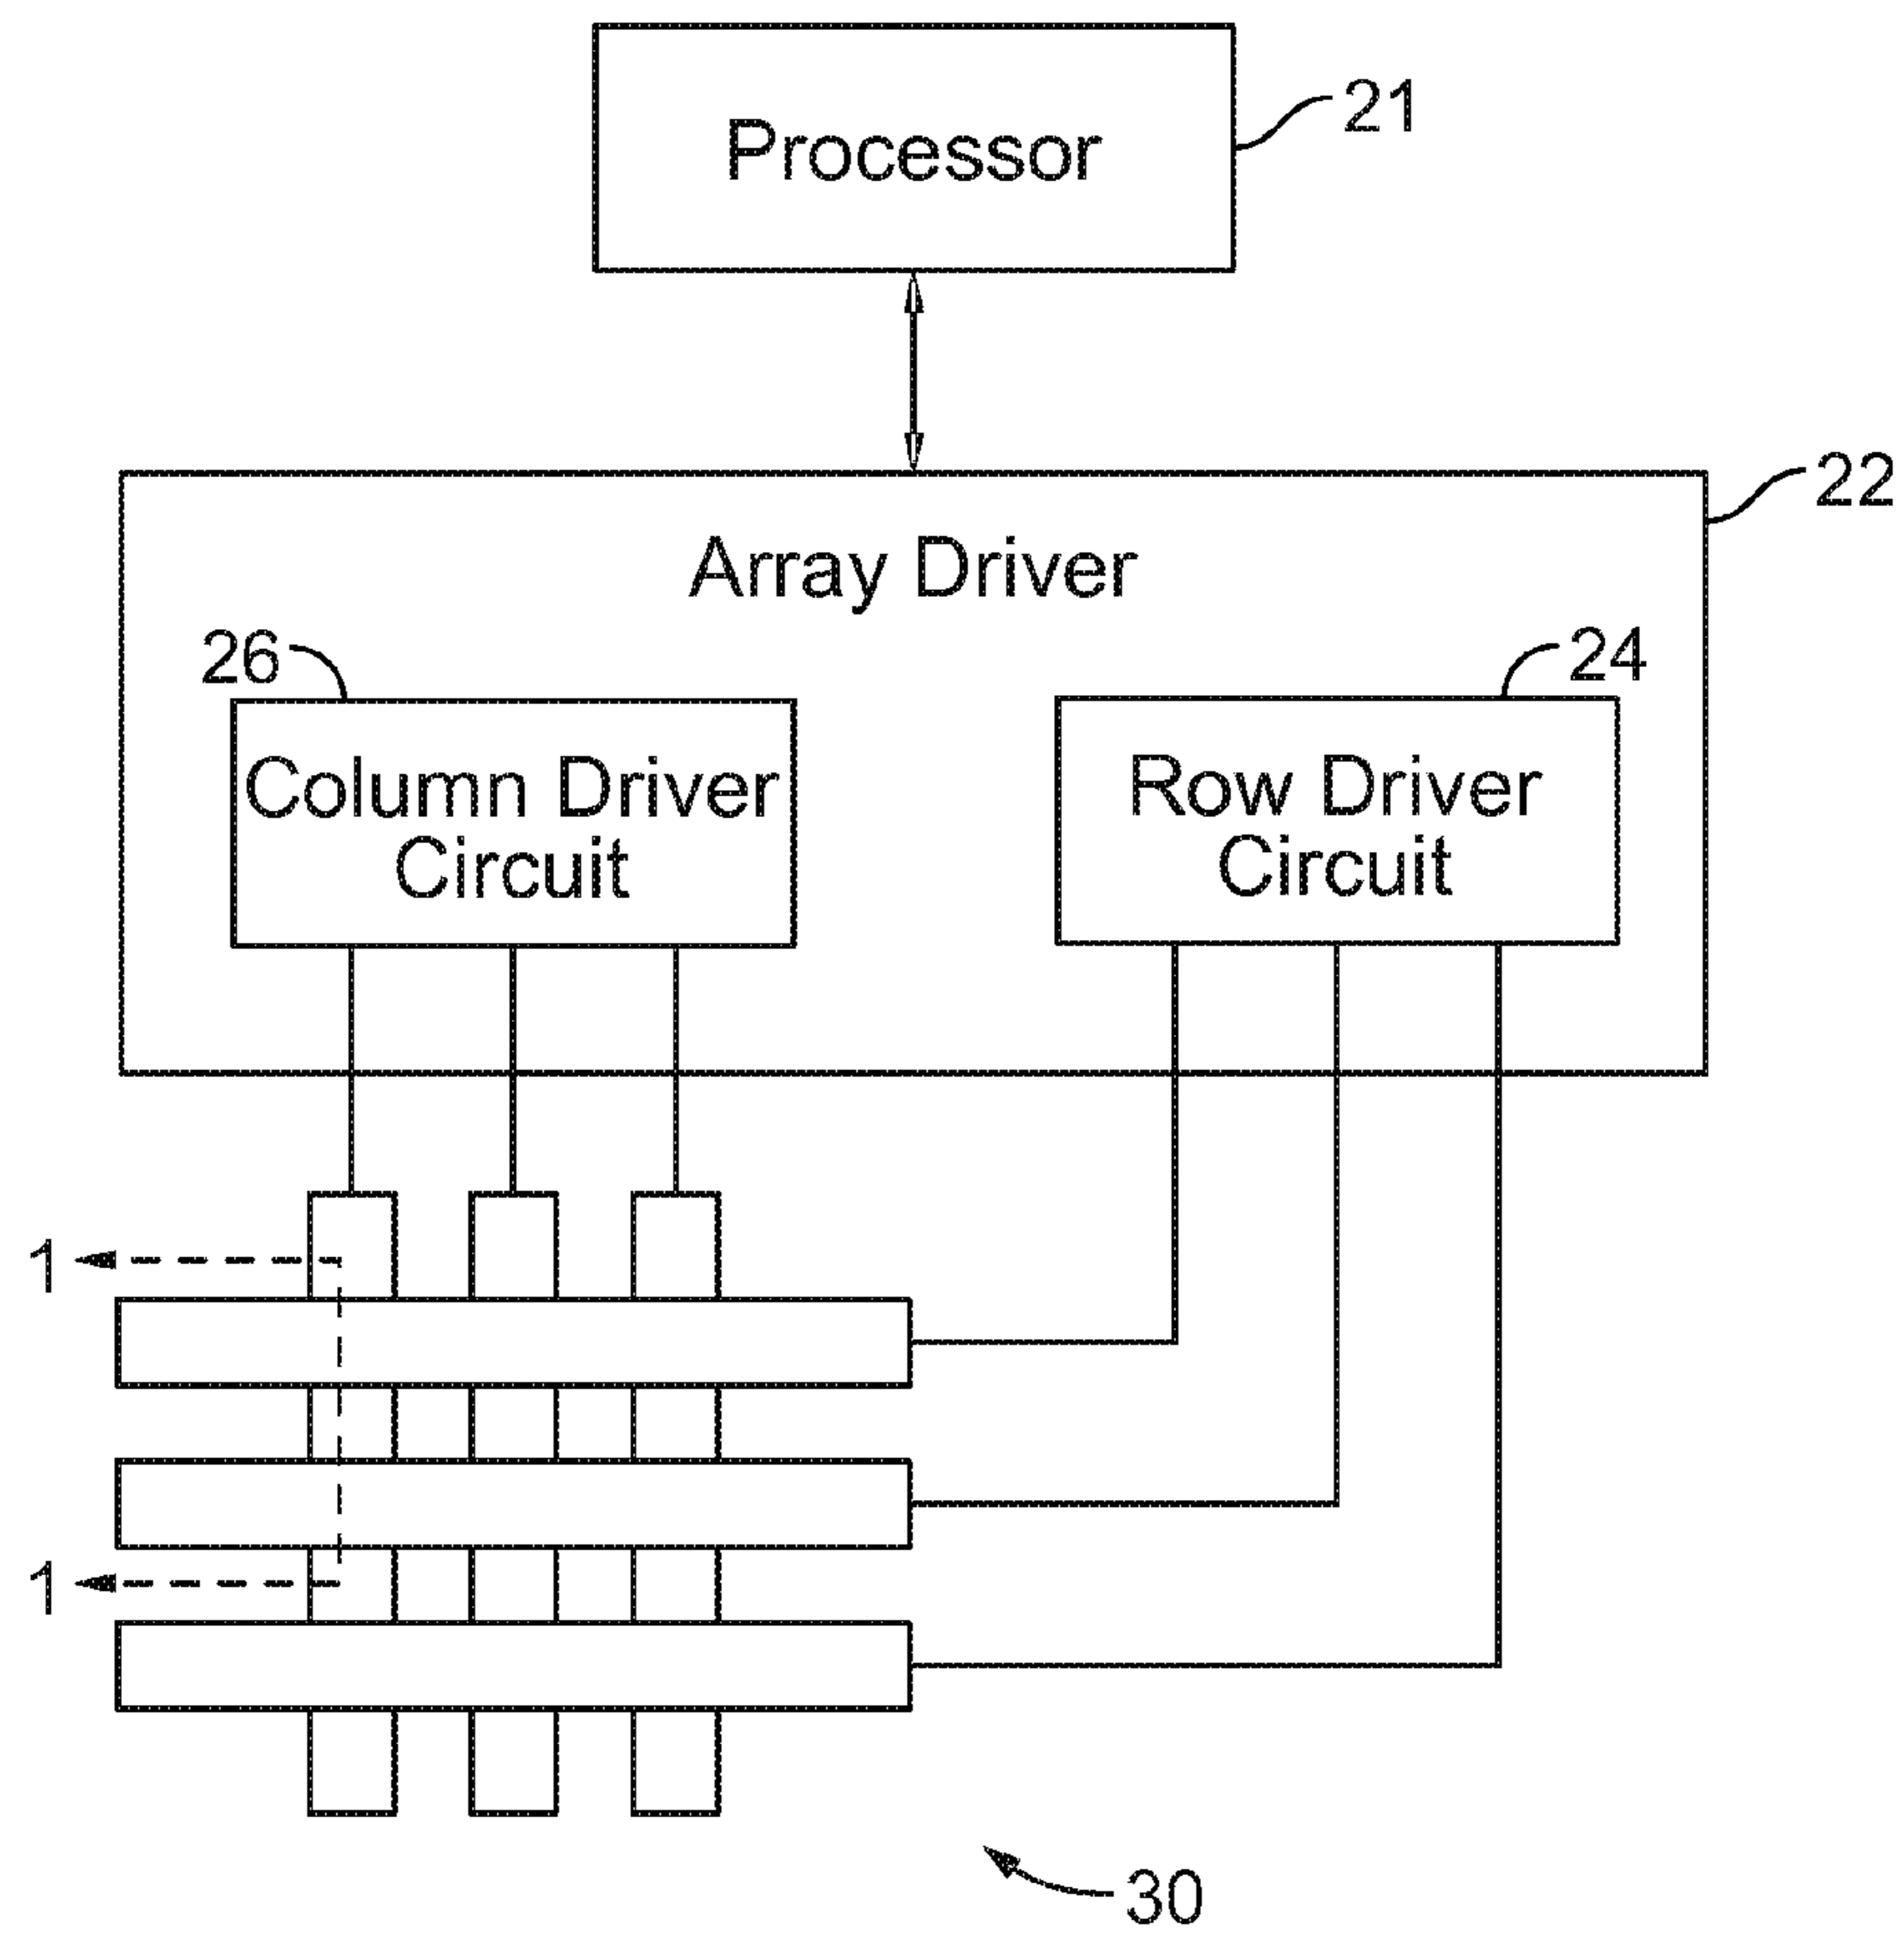 Processor
21
22
Array Driver
26
24
Column Driver
Circuit
Row Driver
Circuit
1
1
30